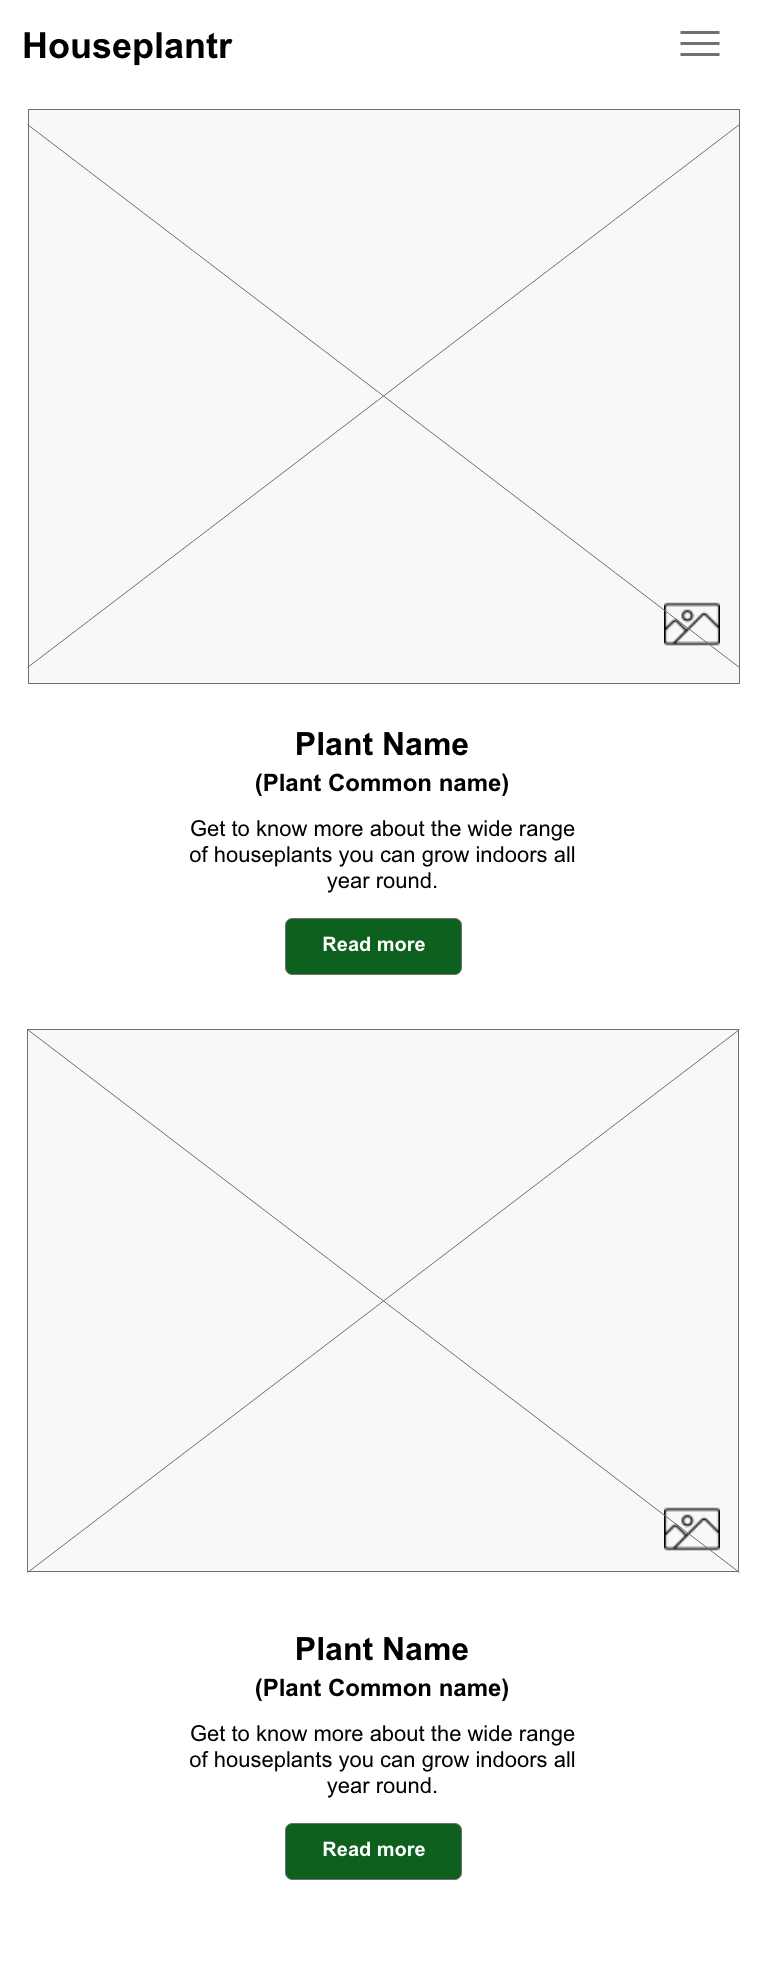 Houseplantr
Plant Name
(Plant Common name)
Get to know more about the wide range
of houseplants you can grow indoors all
year round.
Read more
Plant Name
(Plant Common name)
Get to know more about the wide range
of houseplants you can grow indoors all
year round.
Read more